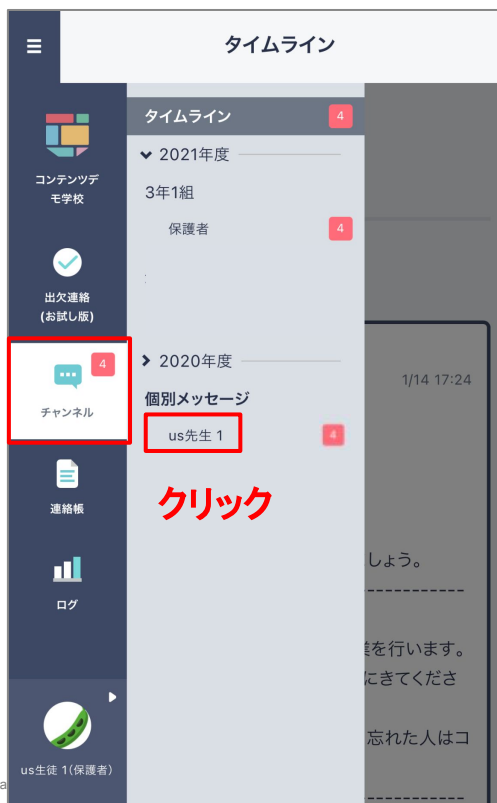 タイムライン
コンテンツデ
モ学校
出欠連絡
(お試し版)
4
チャンネル
連絡帳
ログ
us生徒 1(保護者)
タイムライン 4
2021年度
3年1組
保護者 4
2020年度
個別メッセージ
us先生 1 4
クリック
1/14 17:24
しょう。
-----------
業を行います。
にきてくださ
忘れた人はコ
-----------
a